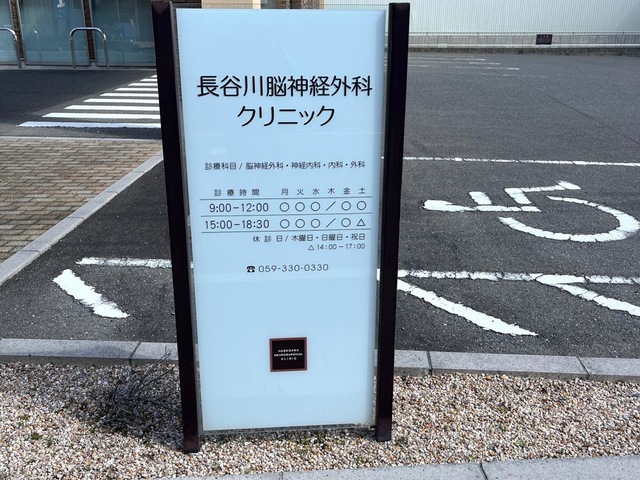 長谷川脳神経外科
クリニック
診療科目 / 脳神経外科・神経内科・内科・外科
診療時間 月 火 水 木 金 土
9:00-12:00 ○ ○ ○ / ○ ○
15:00-18:30 ○ ○ ○ / ○ △
休診日 / 木曜日・日曜日・祝日
△ 14:00-17:00
☎ 059-330-0330
HASEGAWA
NEUROSURGICAL
CLINIC